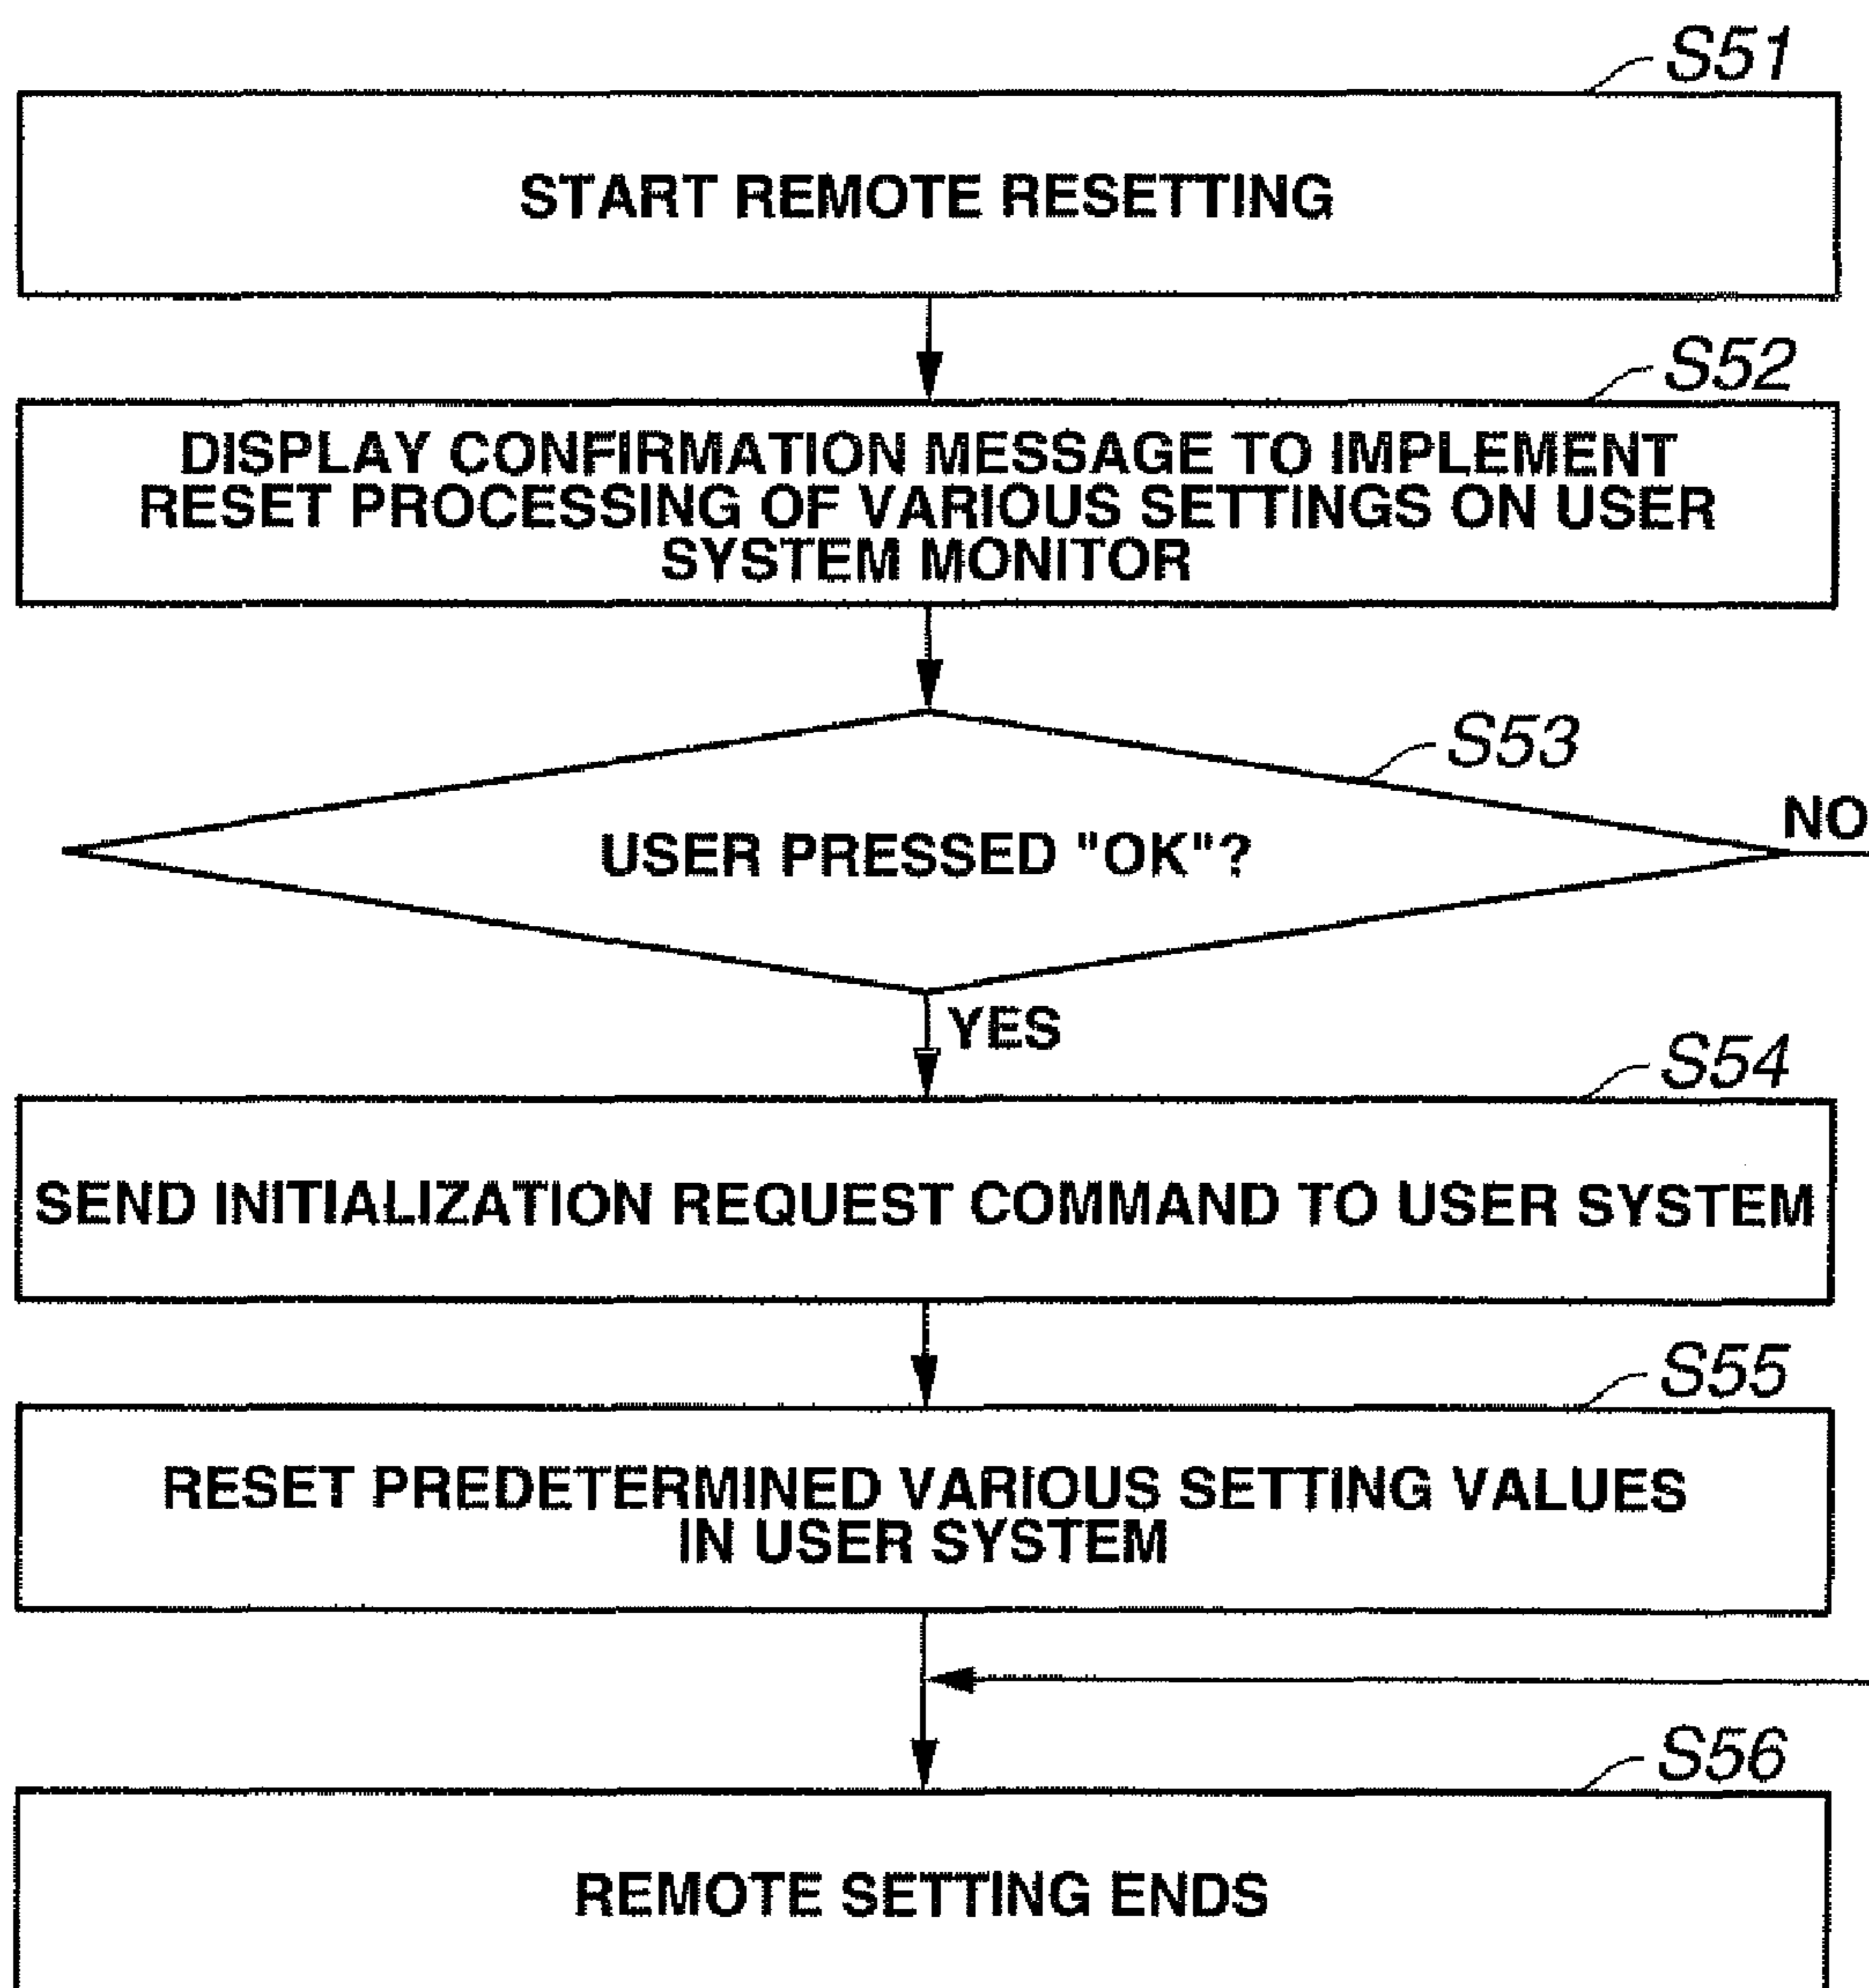 S51
START REMOTE RESETTING
S52
DISPLAY CONFIRMATION MESSAGE TO IMPLEMENT
RESET PROCESSING OF VARIOUS SETTINGS ON USER
SYSTEM MONITOR
S53
NO
USER PRESSED "OK"?
YES
S54
SEND INITIALIZATION REQUEST COMMAND TO USER SYSTEM
S55
RESET PREDETERMINED VARIOUS SETTING VALUES
IN USER SYSTEM
S56
REMOTE SETTING ENDS